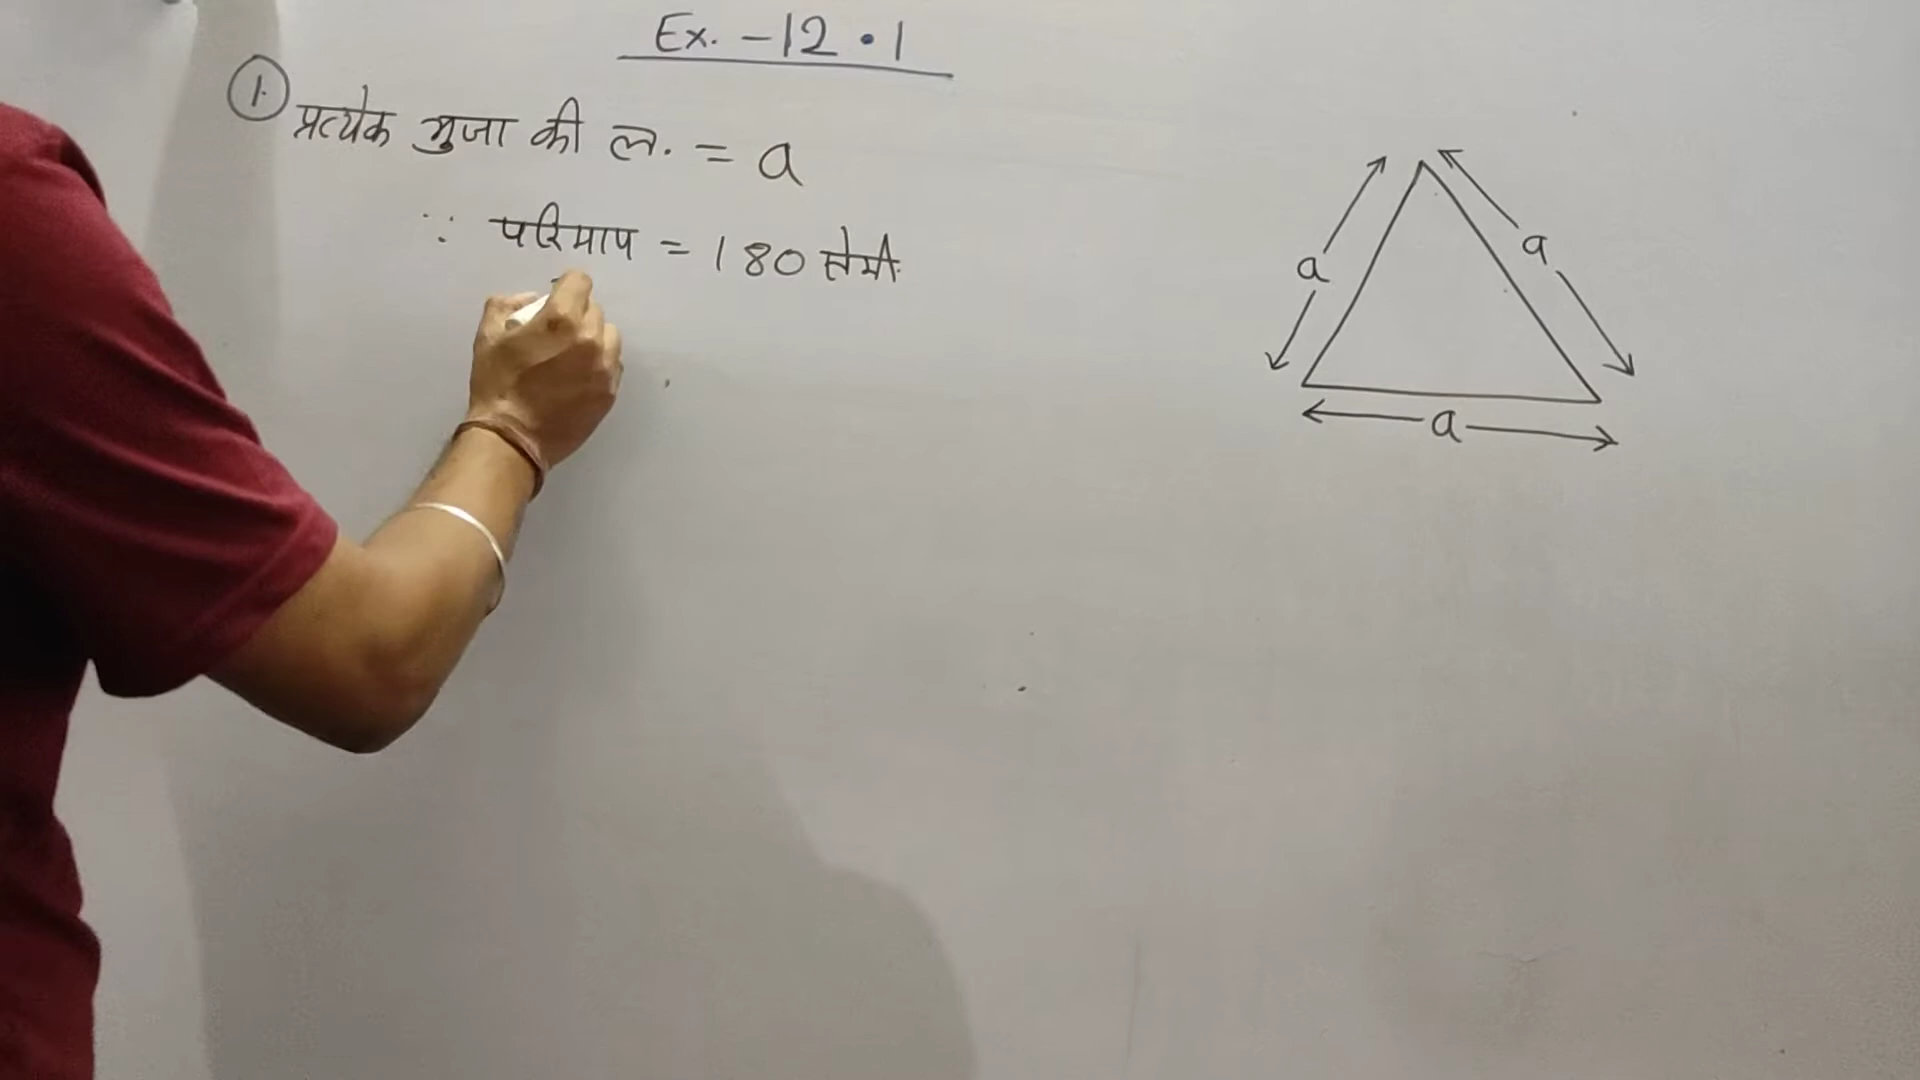 Ex. - 12.1
1. प्रत्येक भुजा की ल. = a
∵ परिमाप = 180 सेमी.
a
a
a